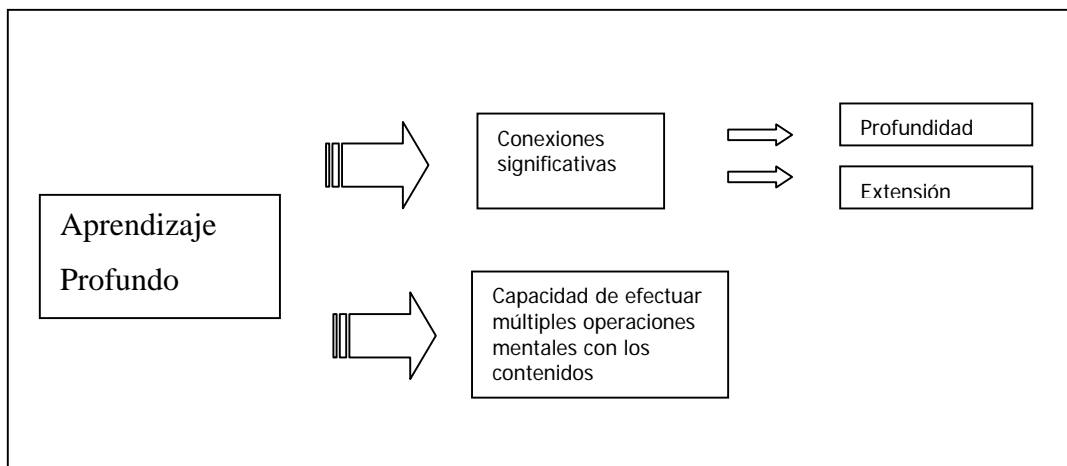 Aprendizaje
Profundo
Conexiones
significativas
Profundidad
Extensión
Capacidad de efectuar
múltiples operaciones
mentales con los
contenidos